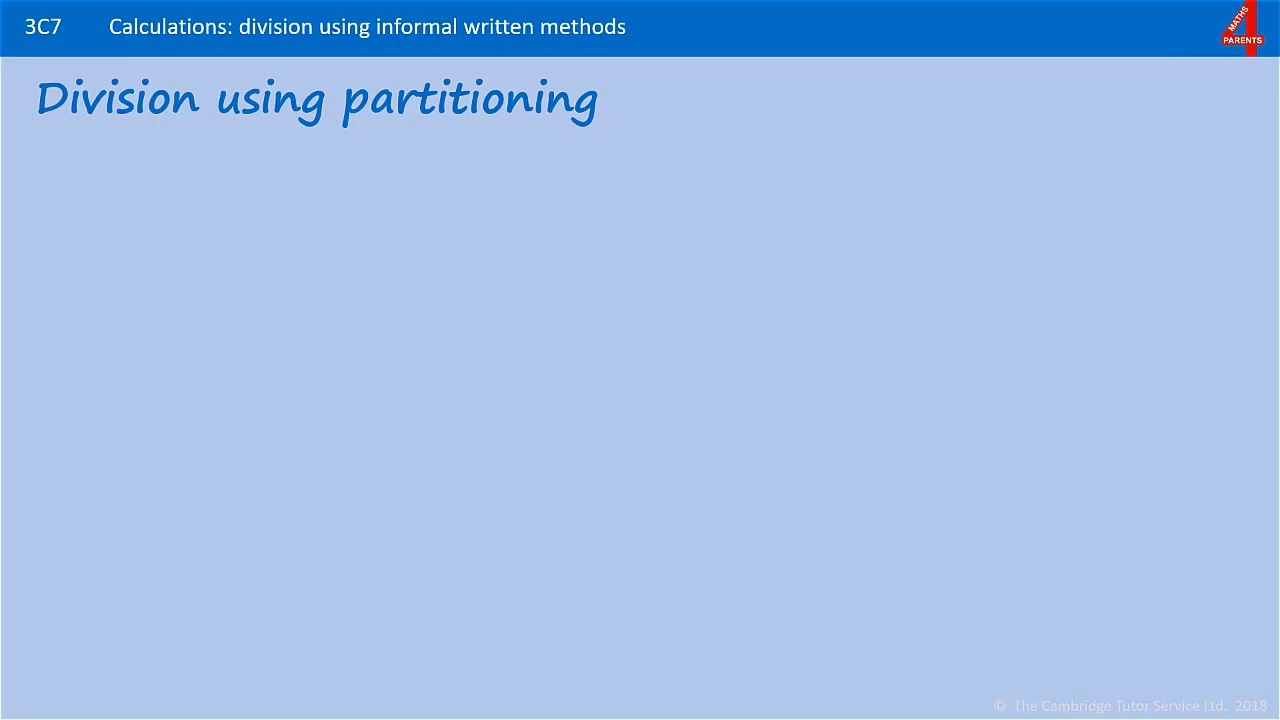 3C7 Calculations: division using informal written methods
MATHS
4
PARENTS
Division using partitioning
© The Cambridge Tutor Service Ltd. 2018